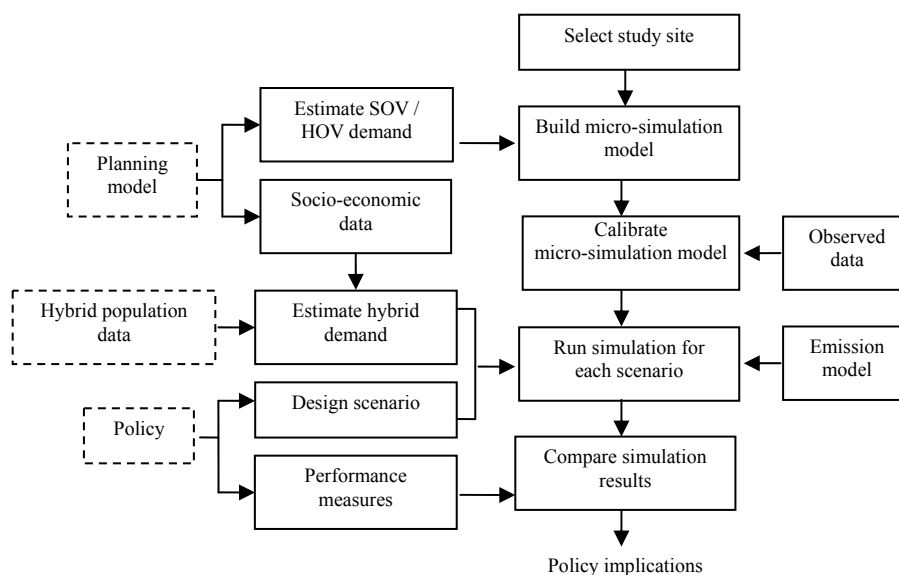 Select study site
Estimate SOV /
HOV demand
Build micro-simulation
model
Planning
model
Socio-economic
data
Calibrate
micro-simulation model
Observed
data
Hybrid population
data
Estimate hybrid
demand
Run simulation for
each scenario
Emission
model
Design scenario
Policy
Compare simulation
results
Performance
measures
Policy implications